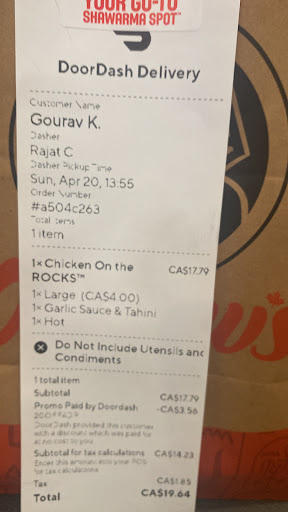 YOUR GO-TO
SHAWARMA SPOT™
DoorDash Delivery
Customer Name
Gourav K.
Dasher
Rajat C
Dasher Pickup Time
Sun, Apr 20, 13:55
Order Number
#a504c263
Total items
1 item
1× Chicken On the CA$17.79
ROCKS™
1× Large (CA$4.00)
1× Garlic Sauce & Tahini
1× Hot
Do Not Include Utensils and
Condiments
1 total item
Subtotal CA$17.79
Promo Paid by Doordash -CA$3.56
DoorDash provided this customer
with a discount which was paid for
at no cost to you
Subtotal for tax calculations CA$14.23
Enter this amount into your POS
for tax calculations
Tax CA$1.85
Total CA$19.64